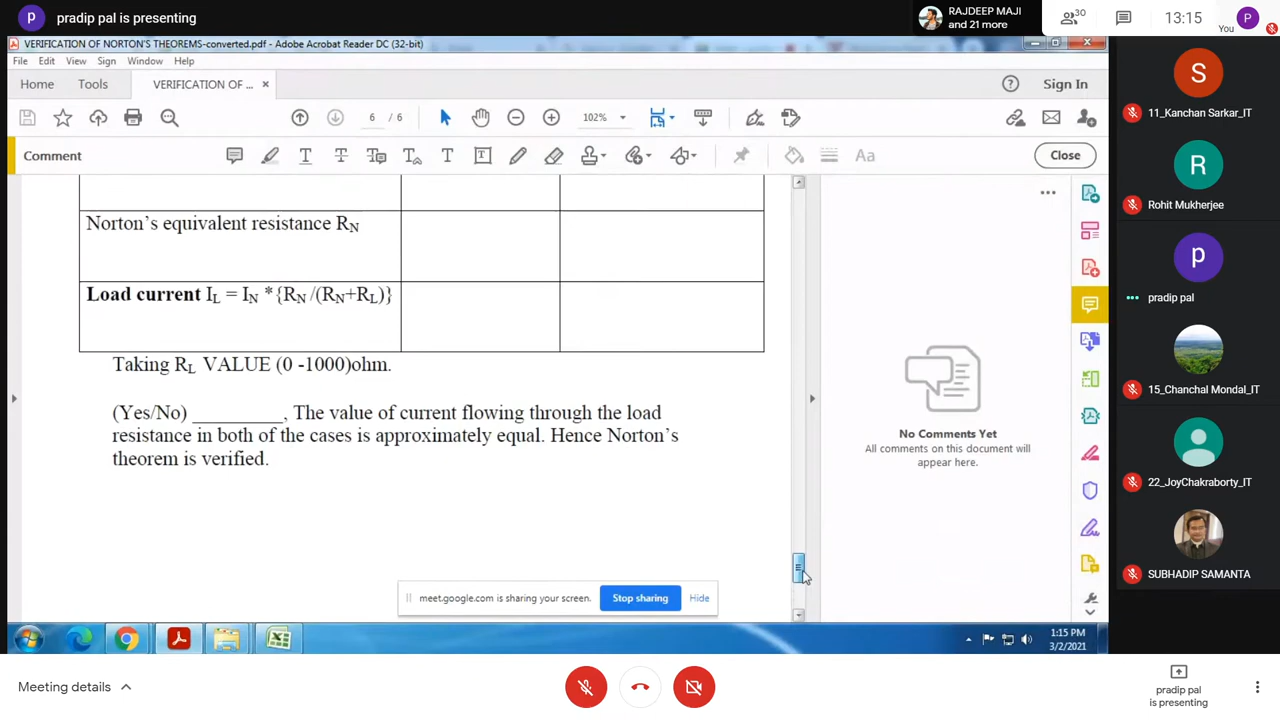 p
pradip pal is presenting
RAJDEEP MAJI
and 21 more
30
13:15
You
P
VERIFICATION OF NORTON'S THEOREMS-converted.pdf - Adobe Acrobat Reader DC (32-bit)
File Edit View Sign Window Help
Home Tools VERIFICATION OF ... × Sign In
6 / 6 102%
Comment
Aa
Close
Norton's equivalent resistance RN
Load current IL = IN *{RN /(RN+RL)}
Taking RL VALUE (0 -1000)ohm.
(Yes/No) _________, The value of current flowing through the load
resistance in both of the cases is approximately equal. Hence Norton's
theorem is verified.
No Comments Yet
All comments on this document will
appear here.
meet.google.com is sharing your screen. Stop sharing Hide
1:15 PM
3/2/2021
S
11_Kanchan Sarkar_IT
R
Rohit Mukherjee
p
pradip pal
15_Chanchal Mondal_IT
22_JoyChakraborty_IT
SUBHADIP SAMANTA
Meeting details
pradip pal
is presenting